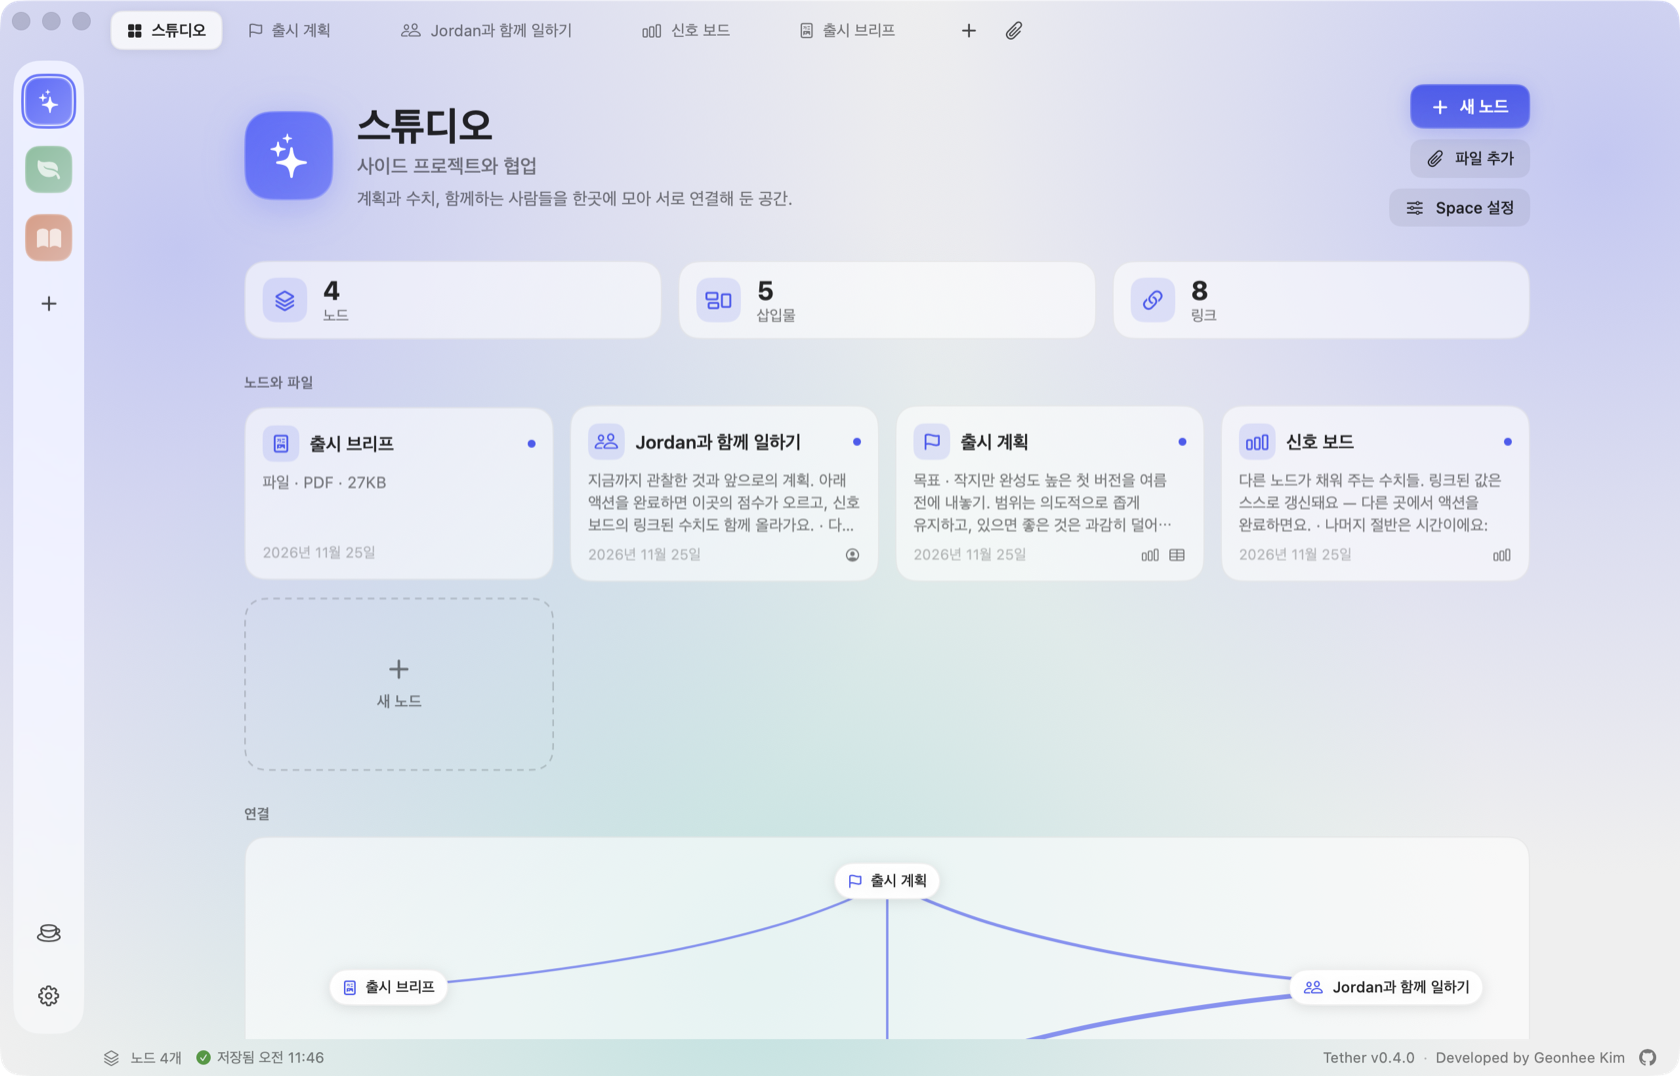 스튜디오
출시 계획
Jordan과 함께 일하기
신호 보드
출시 브리프
스튜디오
사이드 프로젝트와 협업
계획과 수치, 함께하는 사람들을 한곳에 모아 서로 연결해 둔 공간.
새 노드
파일 추가
Space 설정
4
노드
5
삽입물
8
링크
노드와 파일
출시 브리프
파일 · PDF · 27KB
2026년 11월 25일
Jordan과 함께 일하기
지금까지 관찰한 것과 앞으로의 계획. 아래
액션을 완료하면 이곳의 점수가 오르고, 신호
보드의 링크된 수치도 함께 올라가요. · 다...
2026년 11월 25일
출시 계획
목표 · 작지만 완성도 높은 첫 버전을 여름
전에 내놓기. 범위는 의도적으로 좁게
유지하고, 있으면 좋은 것은 과감히 덜어…
2026년 11월 25일
신호 보드
다른 노드가 채워 주는 수치들. 링크된 값은
스스로 갱신돼요 — 다른 곳에서 액션을
완료하면요. · 나머지 절반은 시간이에요:
2026년 11월 25일
새 노드
연결
출시 계획
출시 브리프
Jordan과 함께 일하기
노드 4개
저장됨 오전 11:46
Tether v0.4.0 · Developed by Geonhee Kim